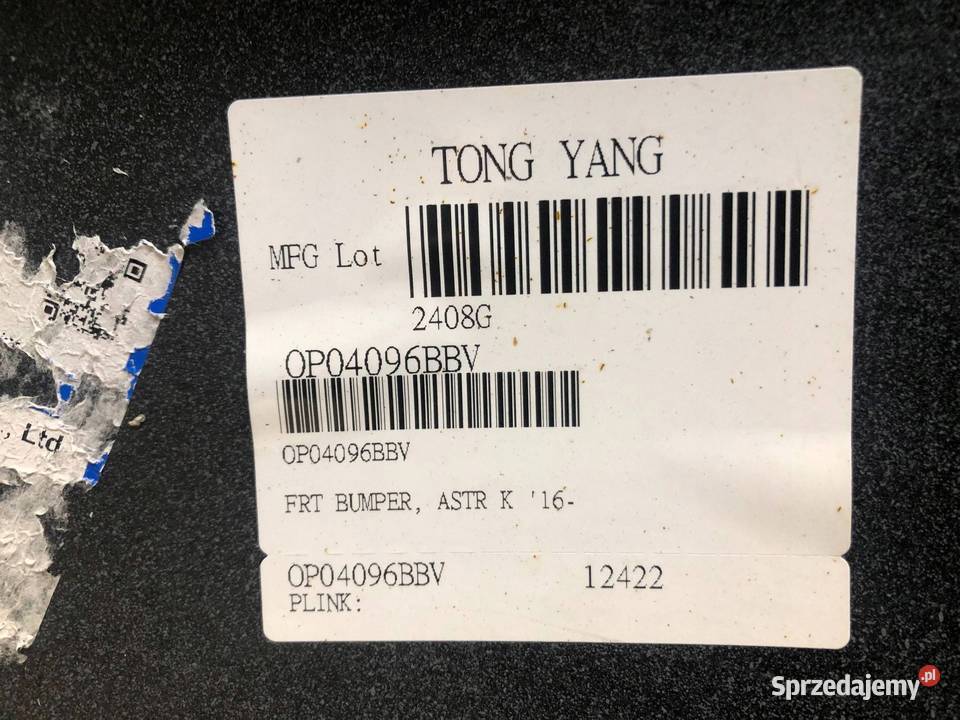 TONG YANG
MFG Lot
2408G
OP04096BBV
OP04096BBV
FRT BUMPER, ASTR K '16-
OP04096BBV 12422
PLINK:
., Ltd
Sprzedajemy.pl